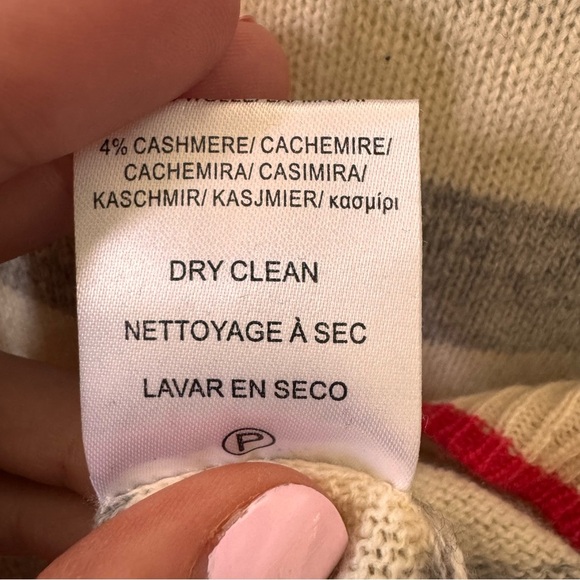 4% CASHMERE/ CACHEMIRE/
CACHEMIRA/ CASIMIRA/
KASCHMIR/ KASJMIER/ κασμίρι
DRY CLEAN
NETTOYAGE À SEC
LAVAR EN SECO
P